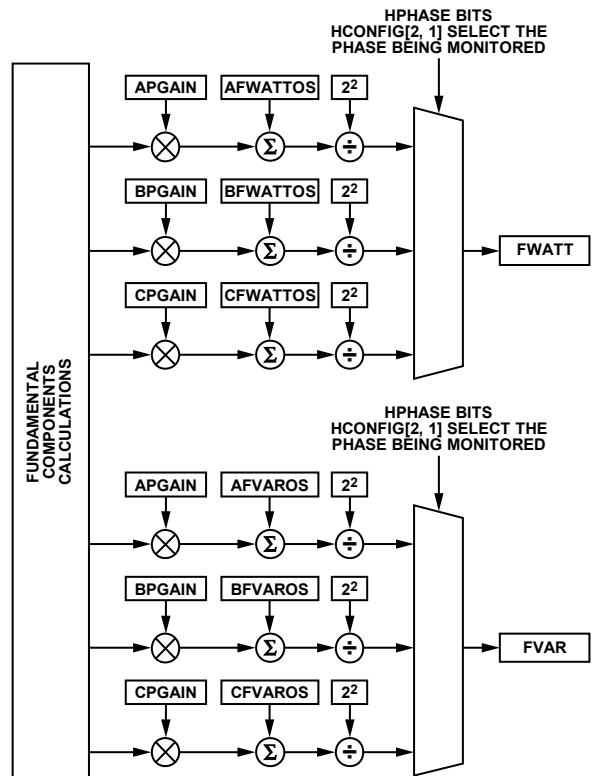 HPHASE BITS
HCONFIG[2, 1] SELECT THE
PHASE BEING MONITORED
APGAIN AFWATTOS 2²
Σ ÷
BPGAIN BFWATTOS 2²
Σ ÷
FWATT
CPGAIN CFWATTOS 2²
Σ ÷
FUNDAMENTAL
COMPONENTS
CALCULATIONS
HPHASE BITS
HCONFIG[2, 1] SELECT THE
PHASE BEING MONITORED
APGAIN AFVAROS 2²
Σ ÷
BPGAIN BFVAROS 2²
Σ ÷
FVAR
CPGAIN CFVAROS 2²
Σ ÷